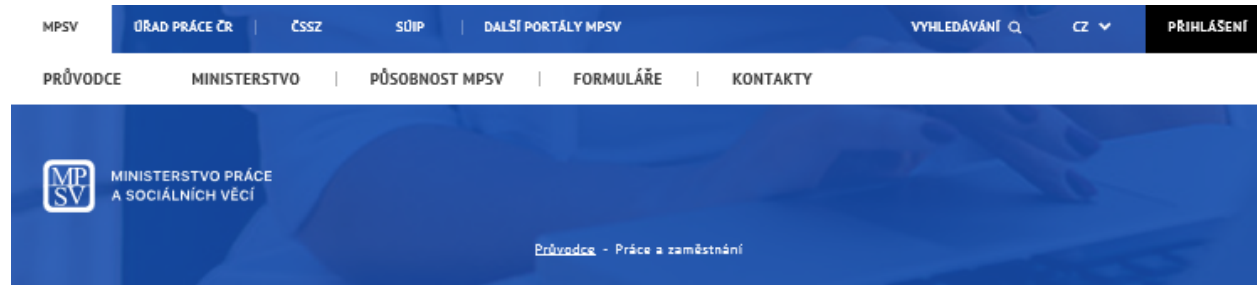 MPSV ÚŘAD PRÁCE ČR | ČSSZ SÚIP | DALŠÍ PORTÁLY MPSV VYHLEDÁVÁNÍ CZ PŘIHLÁŠENÍ
PRŮVODCE MINISTERSTVO | PŮSOBNOST MPSV | FORMULÁŘE | KONTAKTY
MP
SV
MINISTERSTVO PRÁCE
A SOCIÁLNÍCH VĚCÍ
Průvodce - Práce a zaměstnání